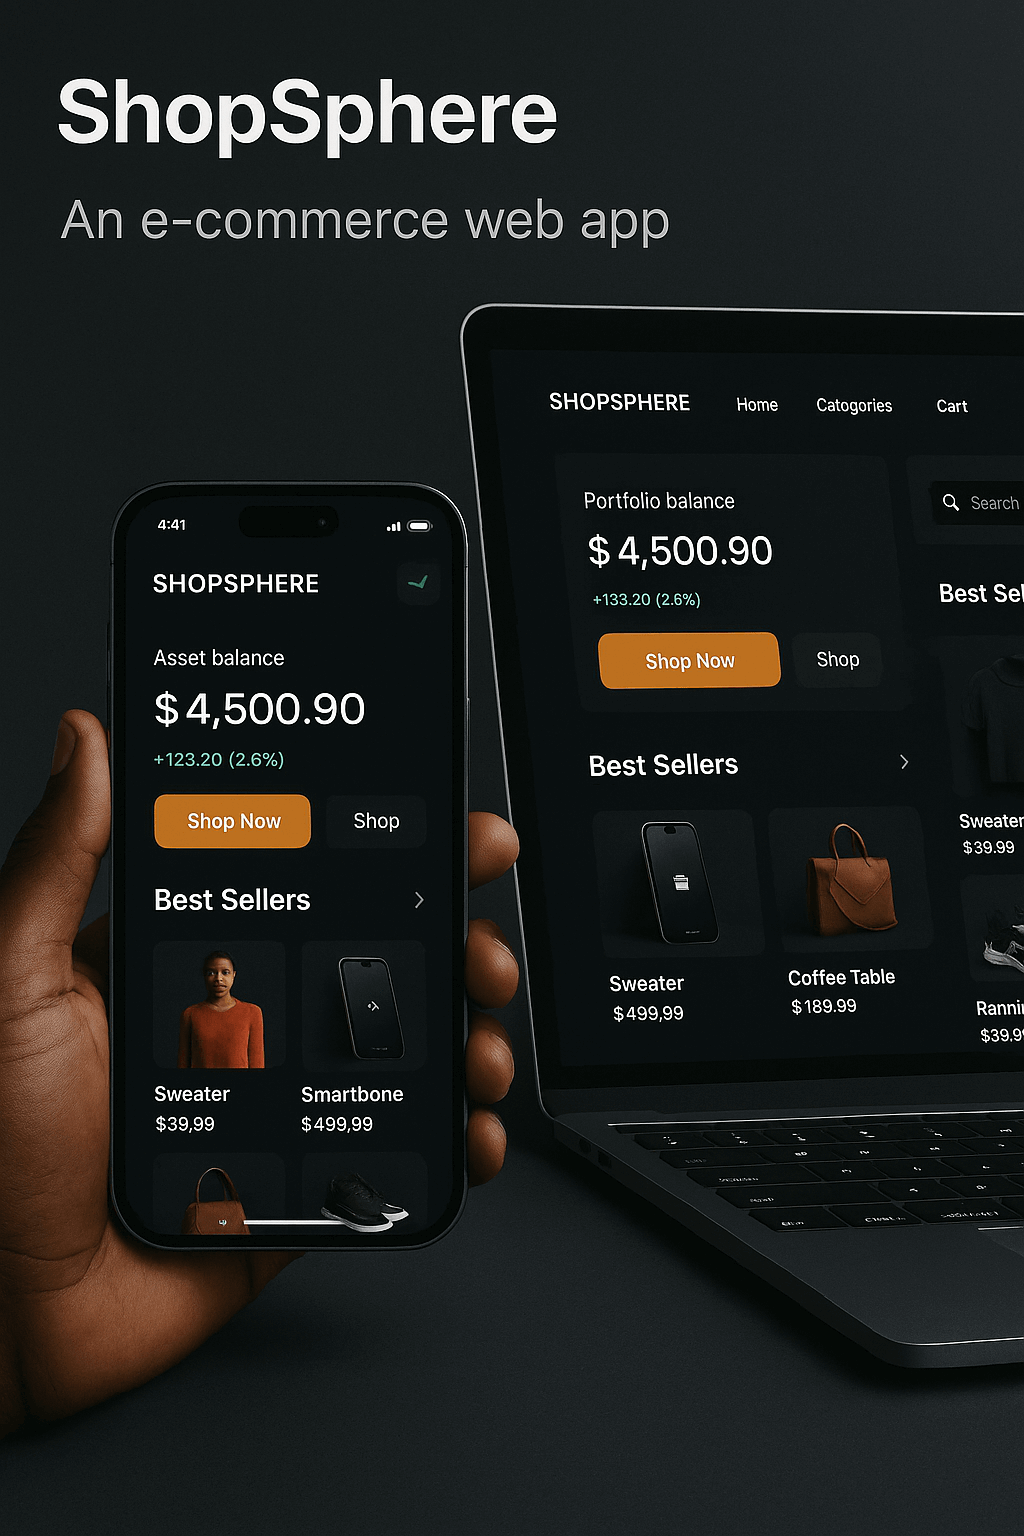 ShopSphere
An e-commerce web app
4:41
SHOPSPHERE
Asset balance
$4,500.90
+123.20 (2.6%)
Shop Now
Shop
Best Sellers
Sweater
$39,99
Smartbone
$499,99
SHOPSPHERE
Home
Catogories
Cart
Portfolio balance
$4,500.90
+133.20 (2.6%)
Shop Now
Shop
Best Sellers
Sweater
$499,99
Coffee Table
$189.99
Search
Best Sel
Sweater
$39.99
Rannin
$39.9